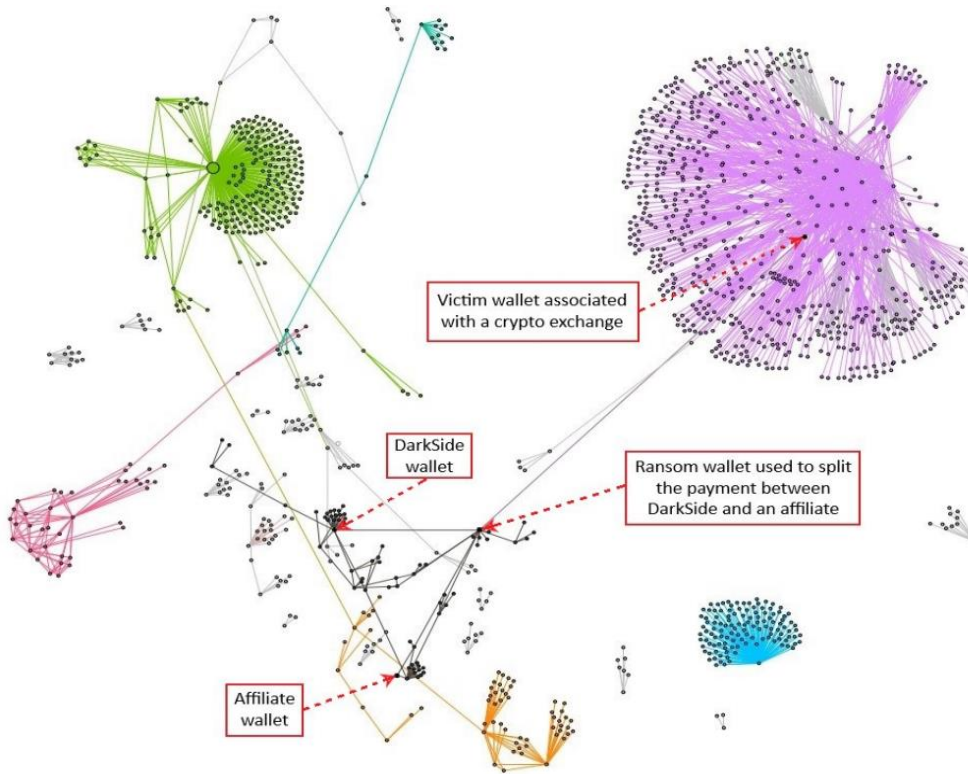 Victim wallet associated
with a crypto exchange
DarkSide
wallet
Ransom wallet used to split
the payment between
DarkSide and an affiliate
Affiliate
wallet